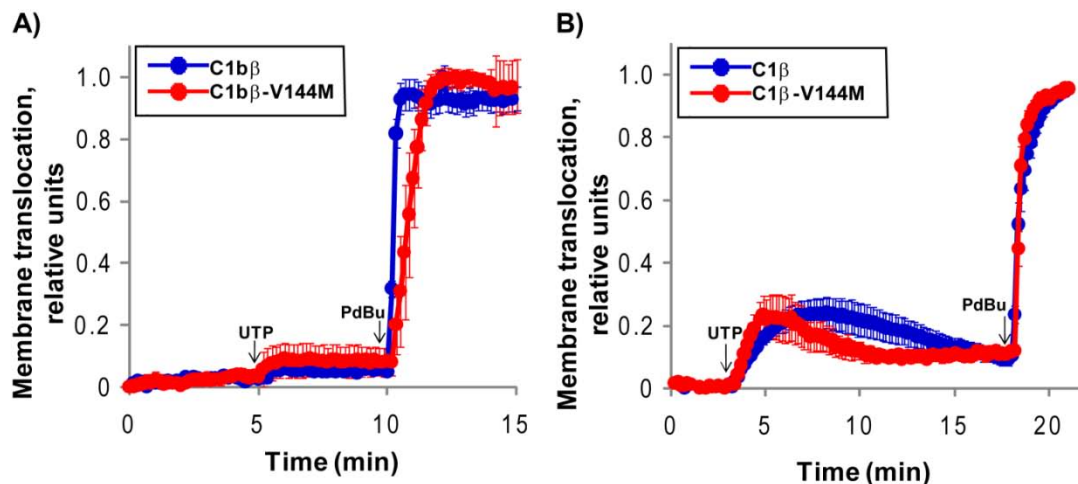 A)
C1bβ
C1bβ-V144M
Membrane translocation,
relative units
1.0
0.8
0.6
0.4
0.2
0
UTP
PdBu
0 5 10 15
Time (min)
B)
C1β
C1β-V144M
Membrane translocation,
relative units
1.0
0.8
0.6
0.4
0.2
0
UTP
PdBu
0 5 10 15 20
Time (min)